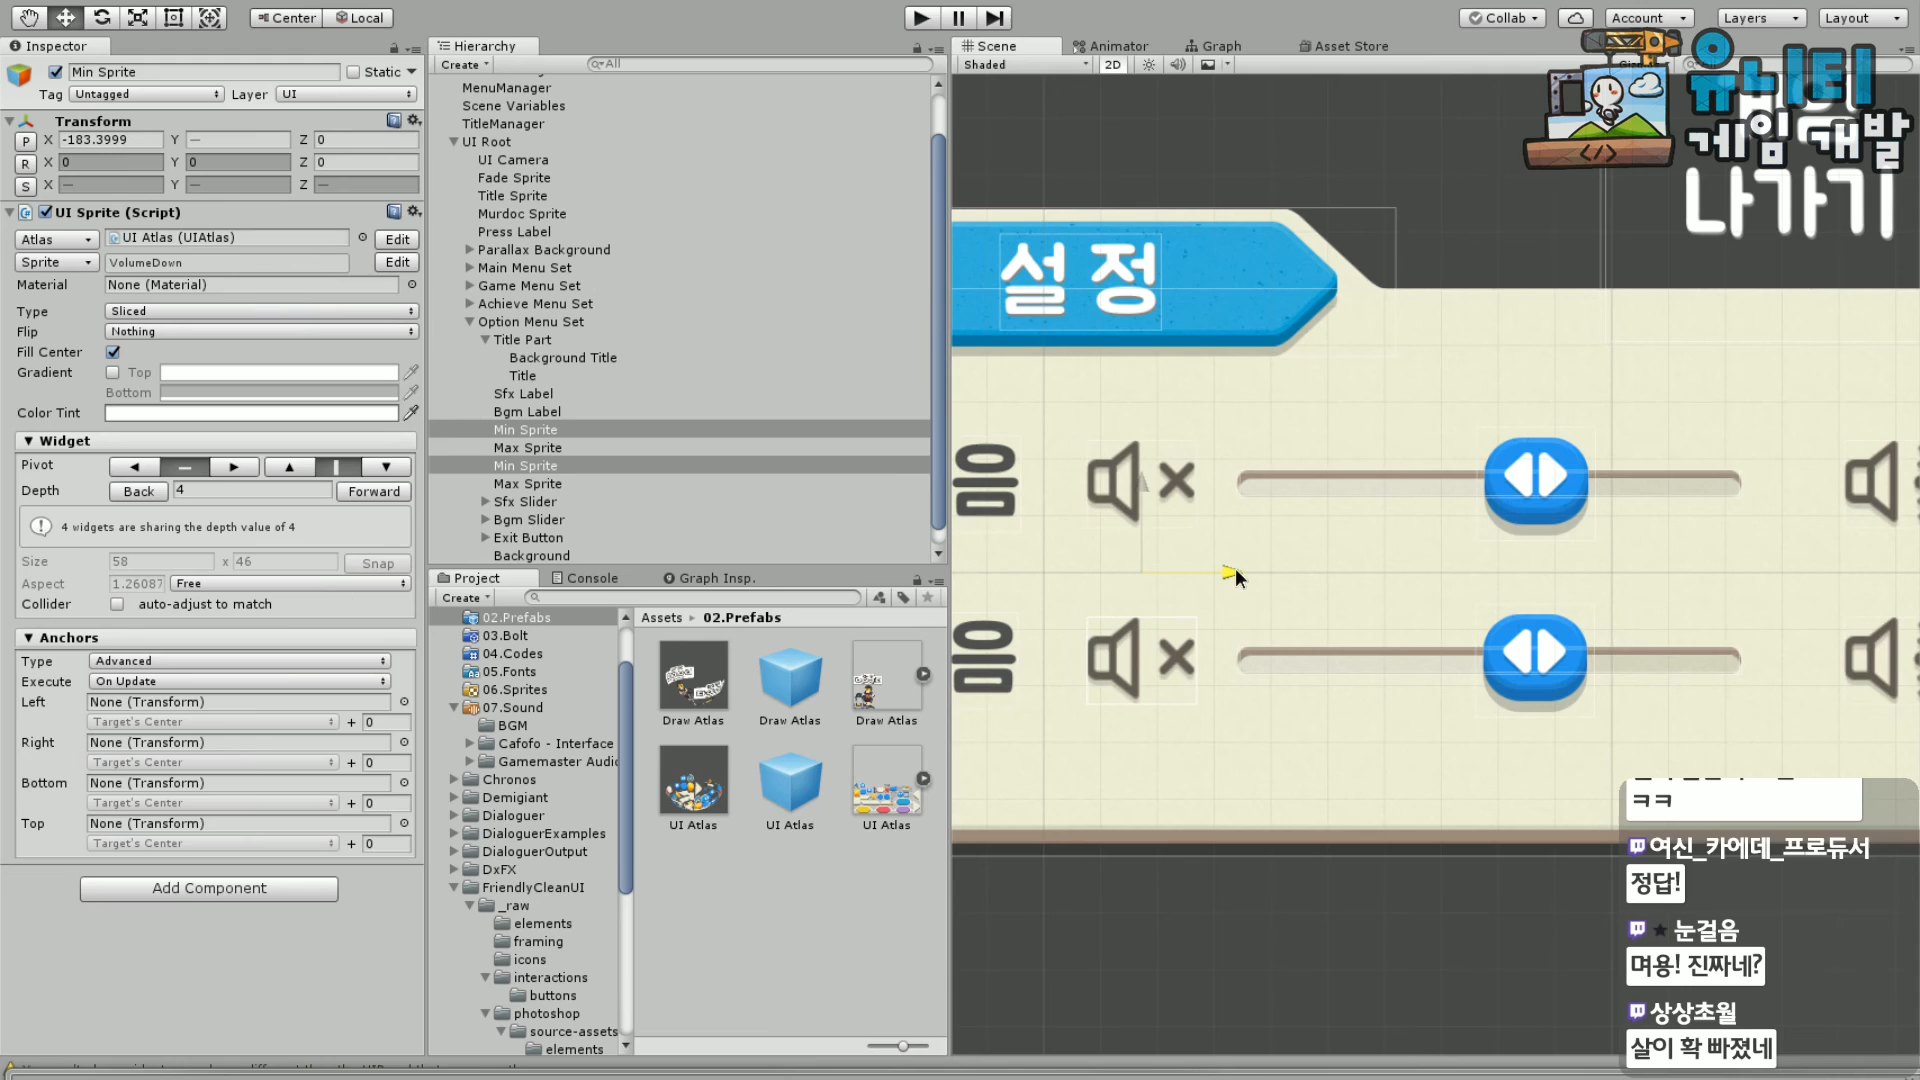 Center
Local
Collab
Account
Layers
Layout
Inspector
Min Sprite
Static
Tag
Untagged
Layer
UI
Transform
P X -183.3999 Y — Z 0
R X 0 Y 0 Z 0
S X — Y — Z —
UI Sprite (Script)
Atlas
UI Atlas (UIAtlas)
Edit
Sprite
VolumeDown
Edit
Material
None (Material)
Type
Sliced
Flip
Nothing
Fill Center
Gradient
Top
Bottom
Color Tint
Widget
Pivot
Depth
Back
4
Forward
4 widgets are sharing the depth value of 4
Size
58
x 46
Snap
Aspect
1.26087
Free
Collider
auto-adjust to match
Anchors
Type
Advanced
Execute
On Update
Left
None (Transform)
Target's Center
+ 0
Right
None (Transform)
Target's Center
+ 0
Bottom
None (Transform)
Target's Center
+ 0
Top
None (Transform)
Target's Center
+ 0
Add Component
Hierarchy
Create
All
MenuManager
Scene Variables
TitleManager
UI Root
UI Camera
Fade Sprite
Title Sprite
Murdoc Sprite
Press Label
Parallax Background
Main Menu Set
Game Menu Set
Achieve Menu Set
Option Menu Set
Title Part
Background Title
Title
Sfx Label
Bgm Label
Min Sprite
Max Sprite
Min Sprite
Max Sprite
Sfx Slider
Bgm Slider
Exit Button
Background
Project
Console
Graph Insp.
Create
02.Prefabs
03.Bolt
04.Codes
05.Fonts
06.Sprites
07.Sound
BGM
Cafofo - Interface
Gamemaster Audi
Chronos
Demigiant
Dialoguer
DialoguerExamples
DialoguerOutput
DxFX
FriendlyCleanUI
_raw
elements
framing
icons
interactions
buttons
photoshop
source-assets
elements
Assets
02.Prefabs
Draw Atlas
Draw Atlas
Draw Atlas
UI Atlas
UI Atlas
UI Atlas
Scene
Animator
Graph
Asset Store
Shaded
2D
유니티
게임 개발
나가기
</>
설정
음
음
ㅋㅋ
여신_카에데_프로듀서
정답!
눈걸음
며용! 진짜네?
상상초월
살이 확 빠졌네